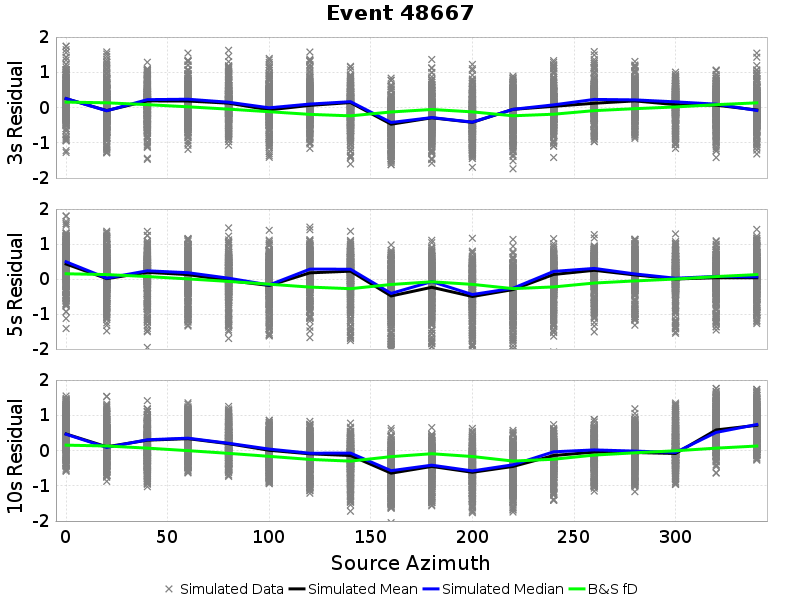 Event 48667
3s Residual
2
1
0
-1
-2
5s Residual
2
1
0
-1
-2
10s Residual
2
1
0
-1
-2
0 50 100 150 200 250 300
Source Azimuth
Simulated Data Simulated Mean Simulated Median B&S fD